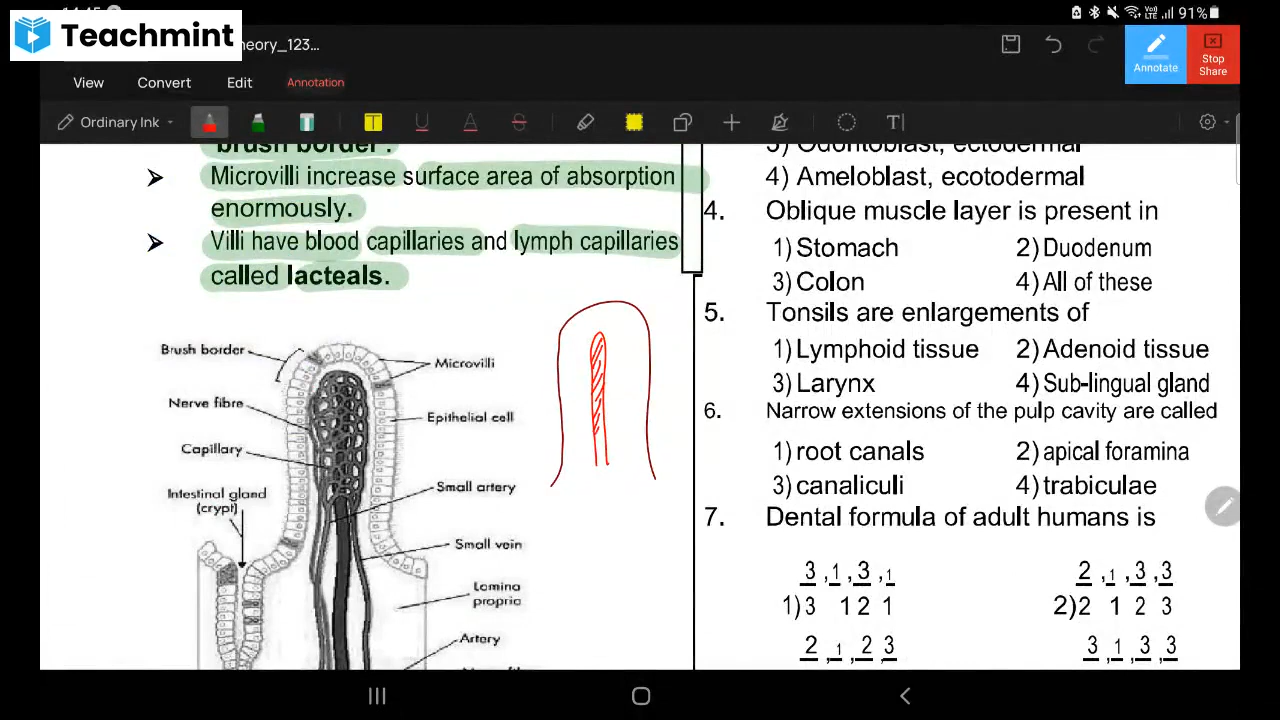 Teachmint
heory_123...
91%
Annotate
Stop
Share
View Convert Edit Annotation
Ordinary Ink
"brush border".
Microvilli increase surface area of absorption
enormously.
Villi have blood capillaries and lymph capillaries
called lacteals.
Brush border
Microvilli
Nerve fibre
Epithelial cell
Capillary
Small artery
Intestinal gland
(crypt)
Small vein
Lamina
propria
Artery
3) Odontoblast, ectodermal
4) Ameloblast, ecotodermal
4. Oblique muscle layer is present in
1) Stomach 2) Duodenum
3) Colon 4) All of these
5. Tonsils are enlargements of
1) Lymphoid tissue 2) Adenoid tissue
3) Larynx 4) Sub-lingual gland
6. Narrow extensions of the pulp cavity are called
1) root canals 2) apical foramina
3) canaliculi 4) trabiculae
7. Dental formula of adult humans is
3 , 1 , 3 , 1 2 , 1 , 3 , 3
1) 3 1 2 1 2) 2 1 2 3
2 , 1 , 2 3 3 , 1 , 3 , 3